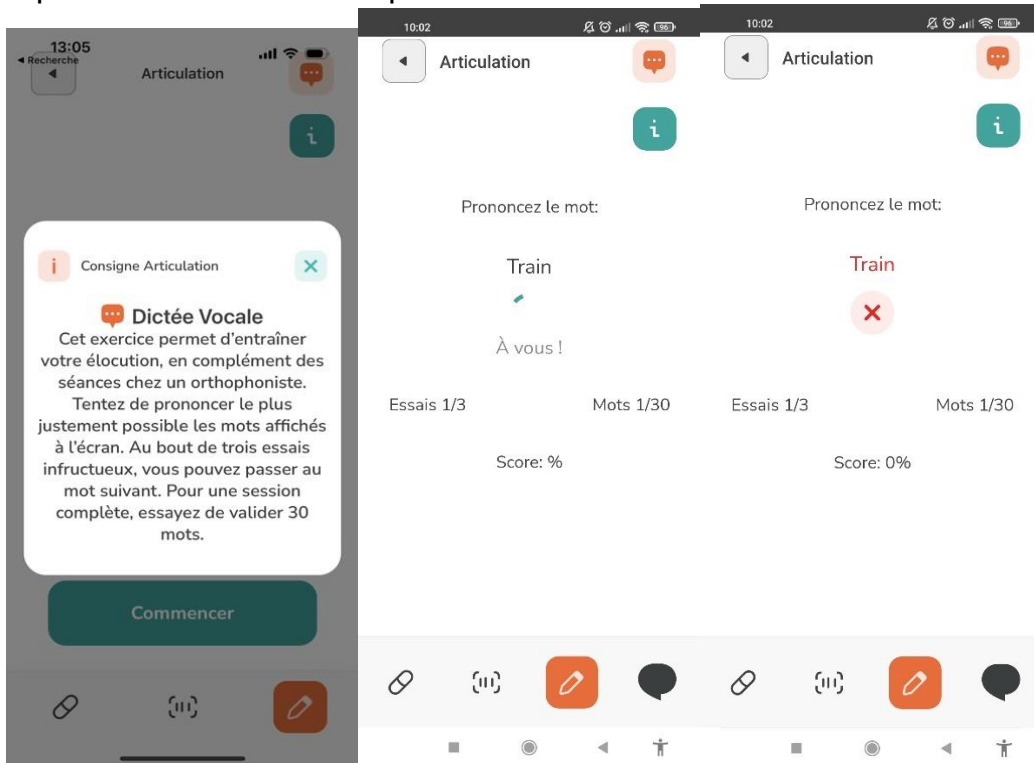 13:05
Recherche
Articulation
i
i Consigne Articulation
Dictée Vocale
Cet exercice permet d'entraîner
votre élocution, en complément des
séances chez un orthophoniste.
Tentez de prononcer le plus
justement possible les mots affichés
à l'écran. Au bout de trois essais
infructueux, vous pouvez passer au
mot suivant. Pour une session
complète, essayez de valider 30
mots.
Commencer
10:02
96
Articulation
i
Prononcez le mot:
Train
À vous !
Essais 1/3 Mots 1/30
Score: %
10:02
96
Articulation
i
Prononcez le mot:
Train
Essais 1/3 Mots 1/30
Score: 0%